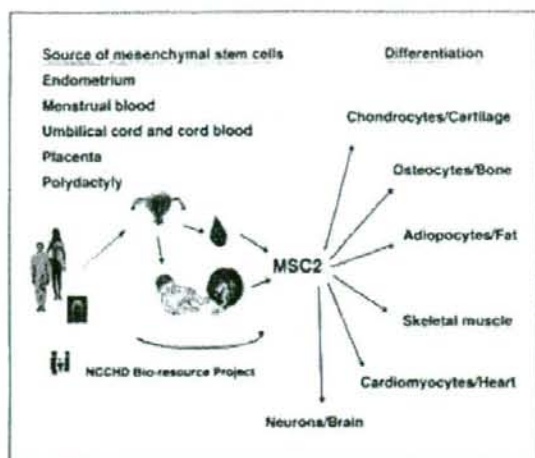 Source of mesenchymal stem cells
Endometrium
Menstrual blood
Umbilical cord and cord blood
Placenta
Polydactyly
NCCHD Bio-resource Project
MSC2
Differentiation
Chondrocytes/Cartilage
Osteocytes/Bone
Adiopocytes/Fat
Skeletal muscle
Cardiomyocytes/Heart
Neurons/Brain